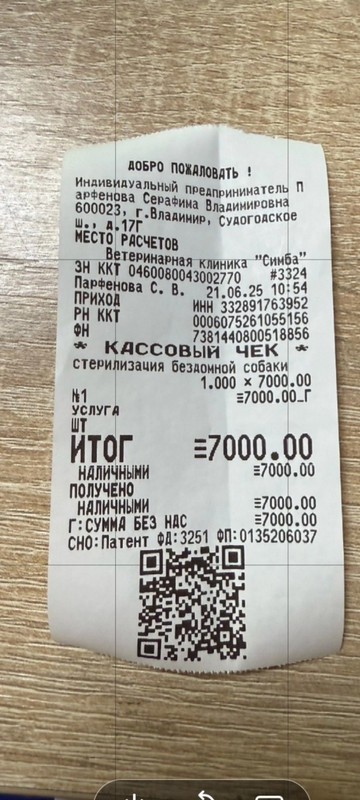 ДОБРО ПОЖАЛОВАТЬ !
Индивидуальный предприниматель П
арфенова Серафина Владимировна
600023, г.Владимир, Судогодское
ш., д.17Г
МЕСТО РАСЧЕТОВ
Ветеринарная клиника "Симба"
ЗН ККТ 0460080043002770 #3324
Парфенова С. В. 21.06.25 10:54
ПРИХОД ИНН 332891763952
РН ККТ 0006075261055156
ФН 7381440800518856
* КАССОВЫЙ ЧЕК *
стерилизация бездомной собаки
1.000 × 7000.00
№1 ≡7000.00_Г
УСЛУГА
ШТ
ИТОГ ≡7000.00
НАЛИЧНЫМИ ≡7000.00
ПОЛУЧЕНО
НАЛИЧНЫМИ ≡7000.00
Г:СУММА БЕЗ НДС ≡7000.00
СНО:Патент ФД:3251 ФП:0135206037